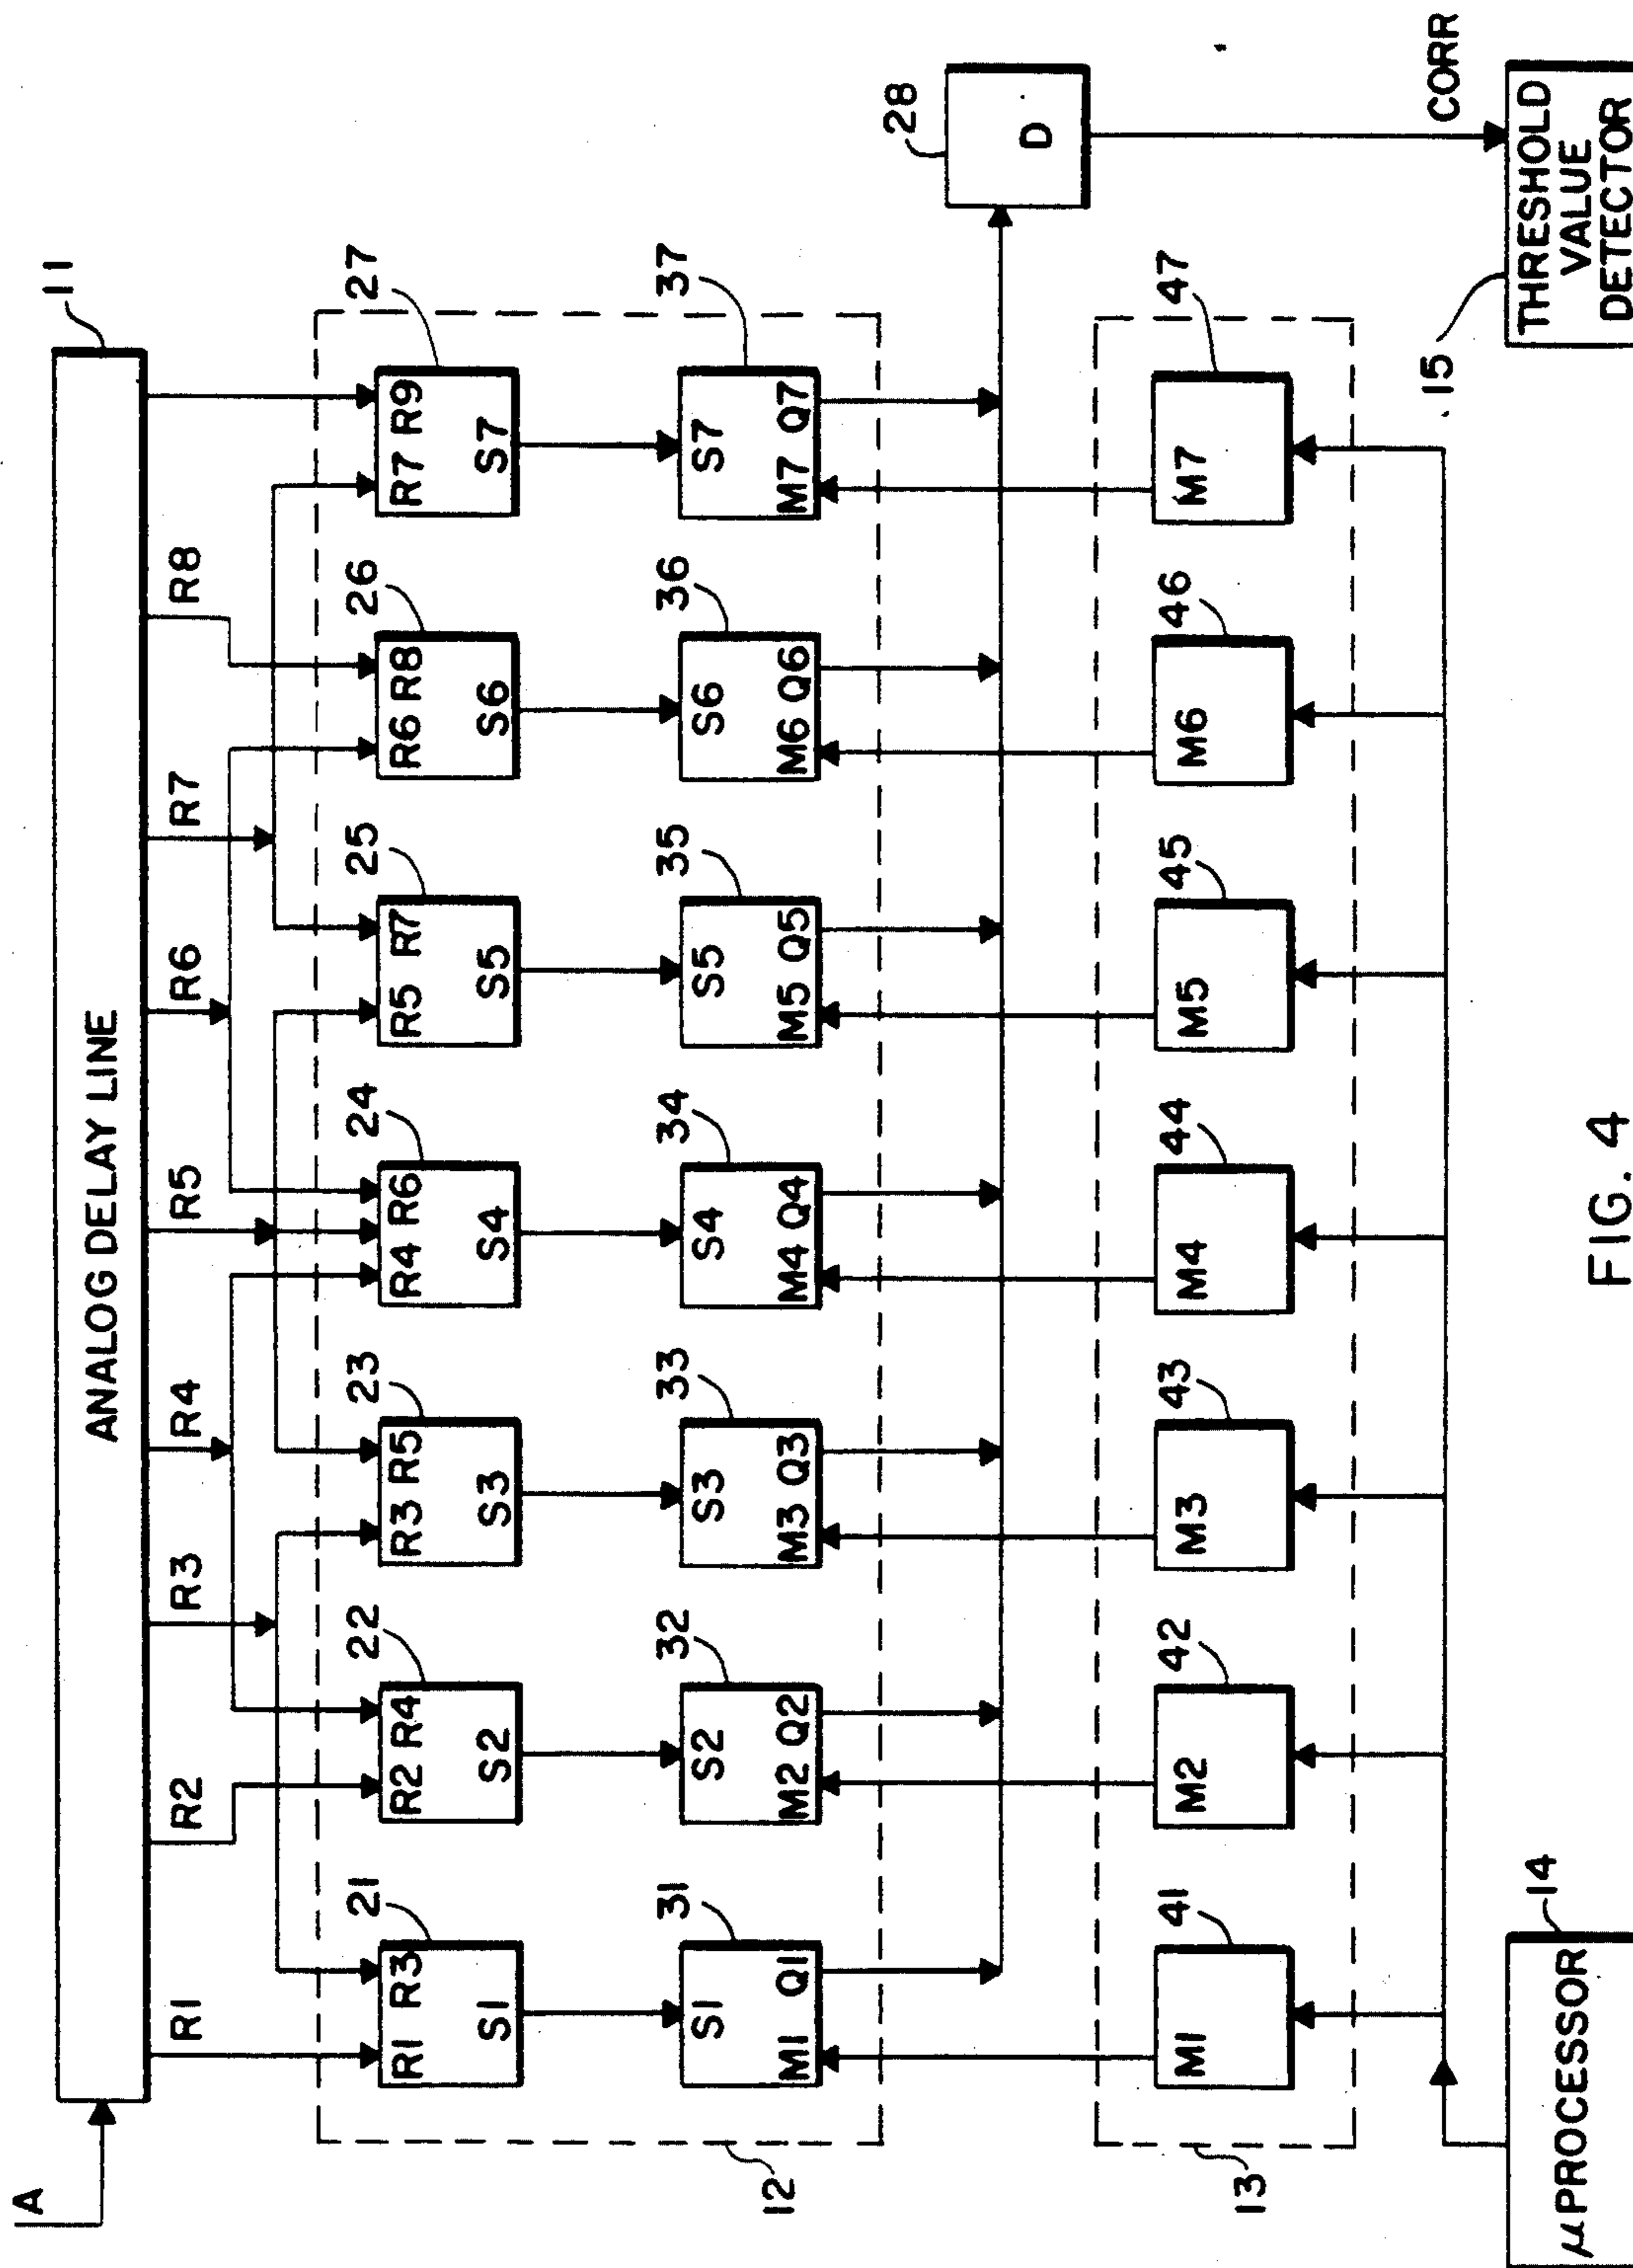 A
11
ANALOG DELAY LINE
R1 R2 R3 R4 R5 R6 R7 R8
21 22 23 24 25 26 27
R1 R3 R2 R4 R3 R5 R4 R6 R5 R7 R6 R8 R7 R9
S1 S2 S3 S4 S5 S6 S7
31 32 33 34 35 36 37
S1 S2 S3 S4 S5 S6 S7
M1 Q1 M2 Q2 M3 Q3 M4 Q4 M5 Q5 M6 Q6 M7 Q7
12
28
D
41 42 43 44 45 46 47
M1 M2 M3 M4 M5 M6 M7
13
CORR
14
μPROCESSOR
15
THRESHOLD
VALUE
DETECTOR
FIG. 4